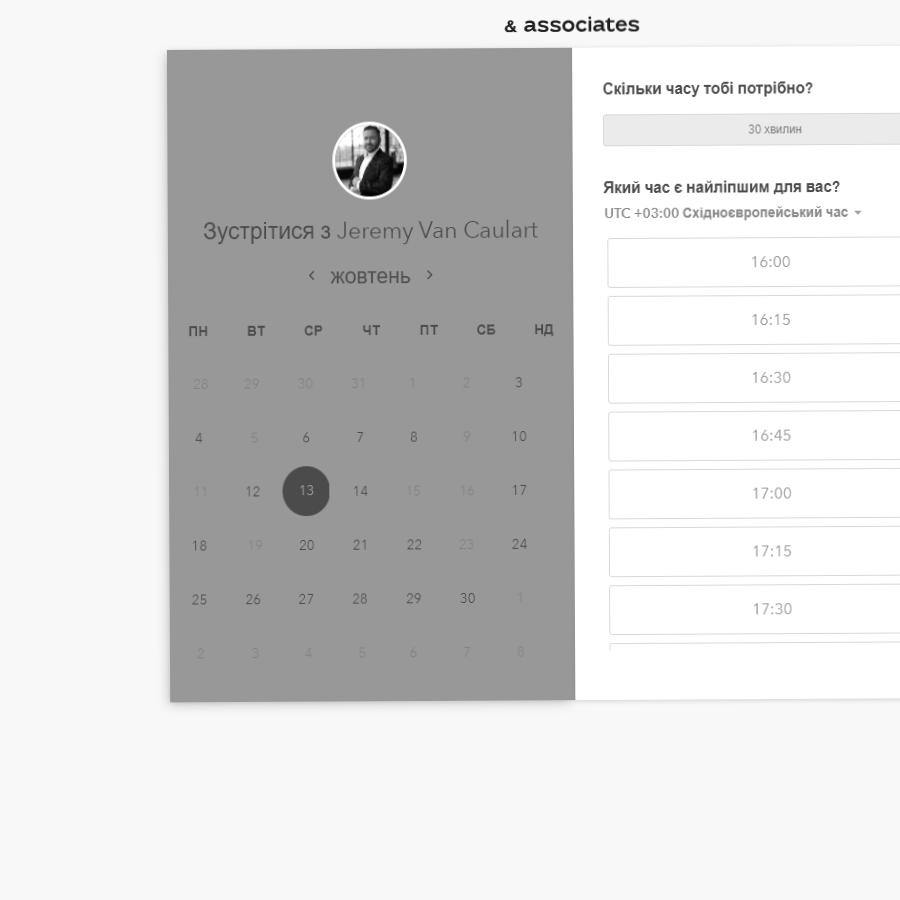 & associates
Зустрітися з Jeremy Van Caulart
‹ жовтень ›
ПН ВТ СР ЧТ ПТ СБ НД
28 29 30 31 1 2 3
4 5 6 7 8 9 10
11 12 13 14 15 16 17
18 19 20 21 22 23 24
25 26 27 28 29 30 1
2 3 4 5 6 7 8
Скільки часу тобі потрібно?
30 хвилин
Який час є найліпшим для вас?
UTC +03:00 Східноєвропейський час
16:00
16:15
16:30
16:45
17:00
17:15
17:30